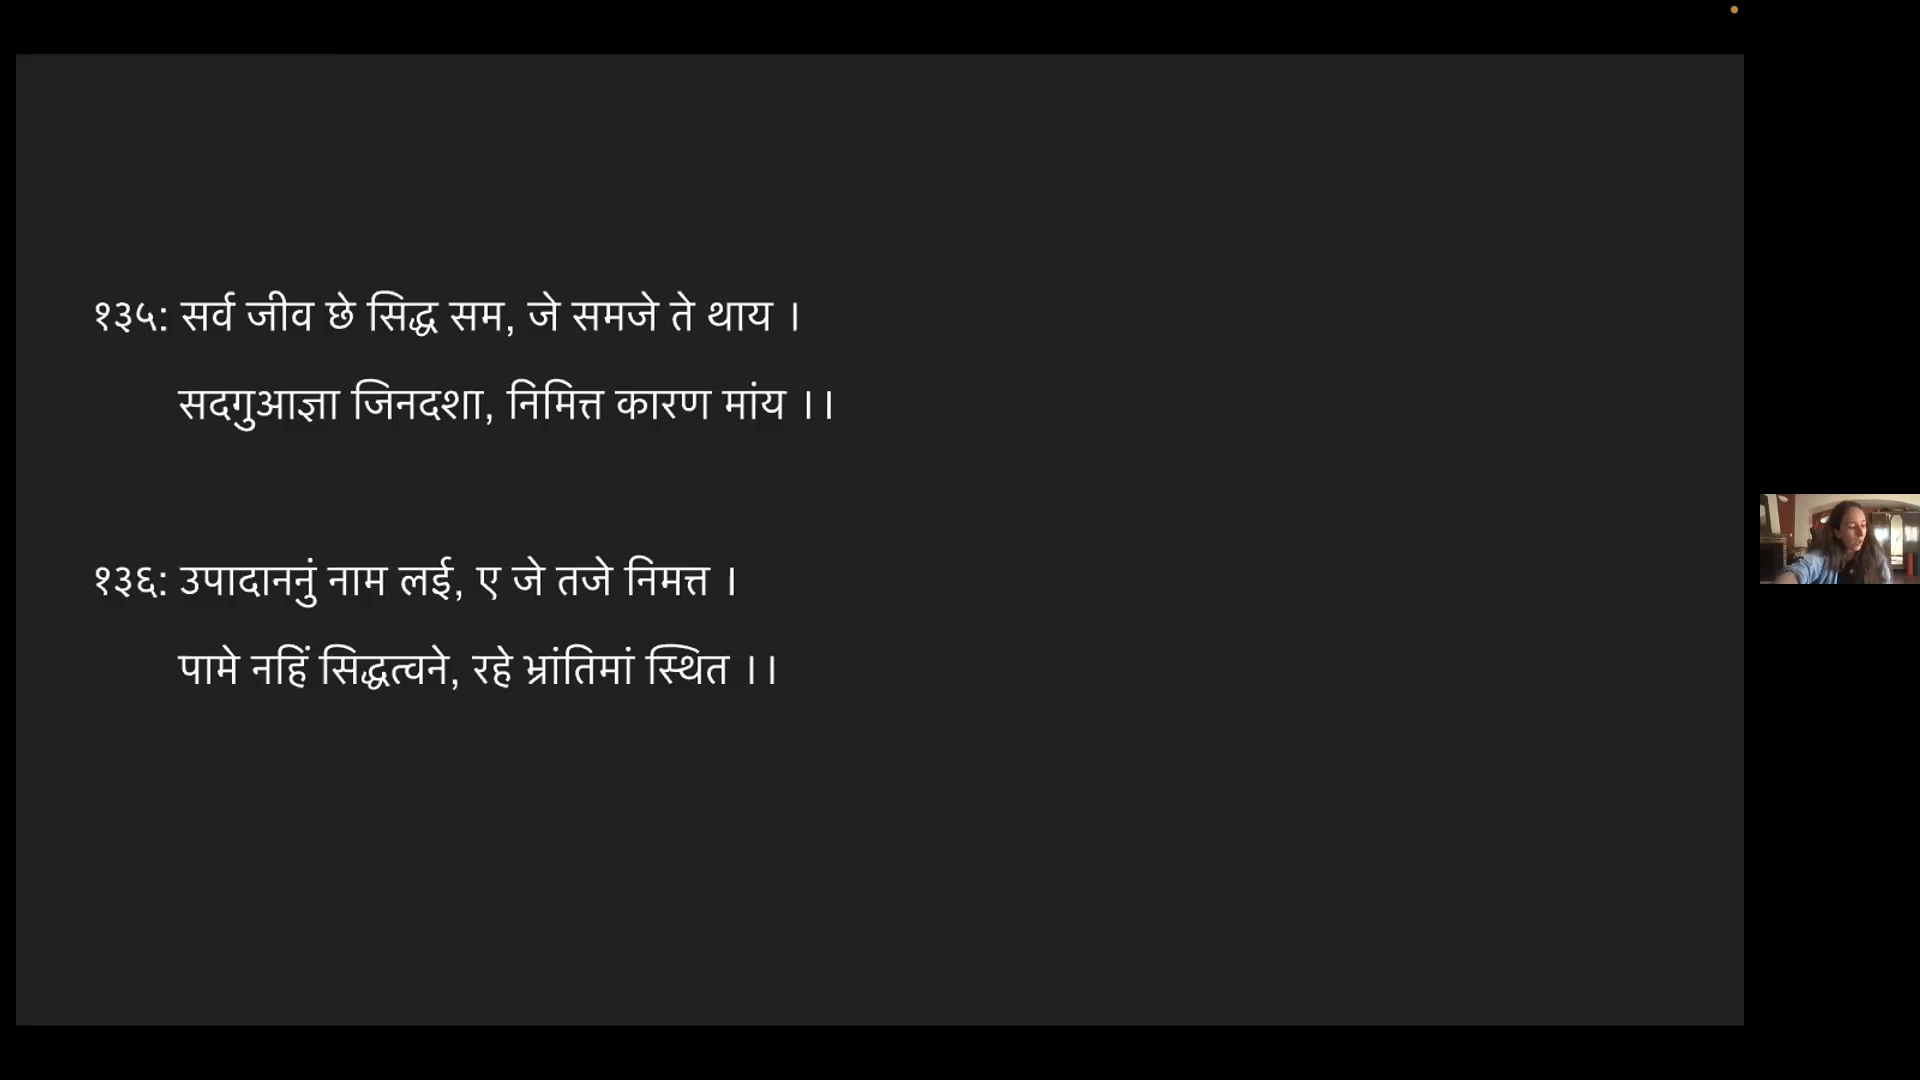 १३५: सर्व जीव छे सिद्ध सम, जे समजे ते थाय ।
सदगुआज्ञा जिनदशा, निमित्त कारण मांय ।।
१३६: उपादाननुं नाम लई, ए जे तजे निमत्त ।
पामे नहिं सिद्धत्वने, रहे भ्रांतिमां स्थित ।।